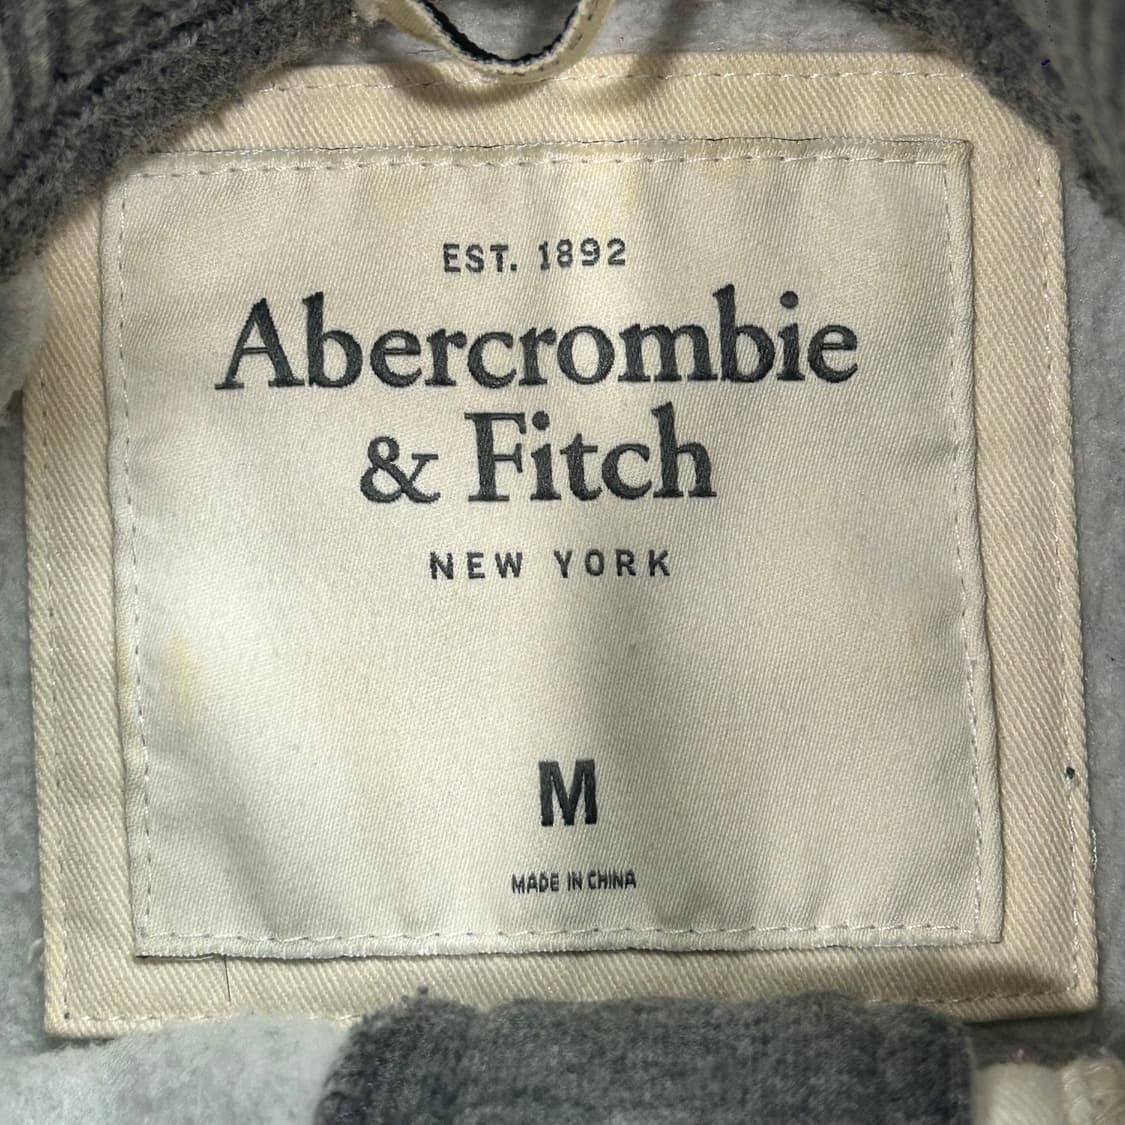 EST. 1892
Abercrombie
& Fitch
NEW YORK
M
MADE IN CHINA